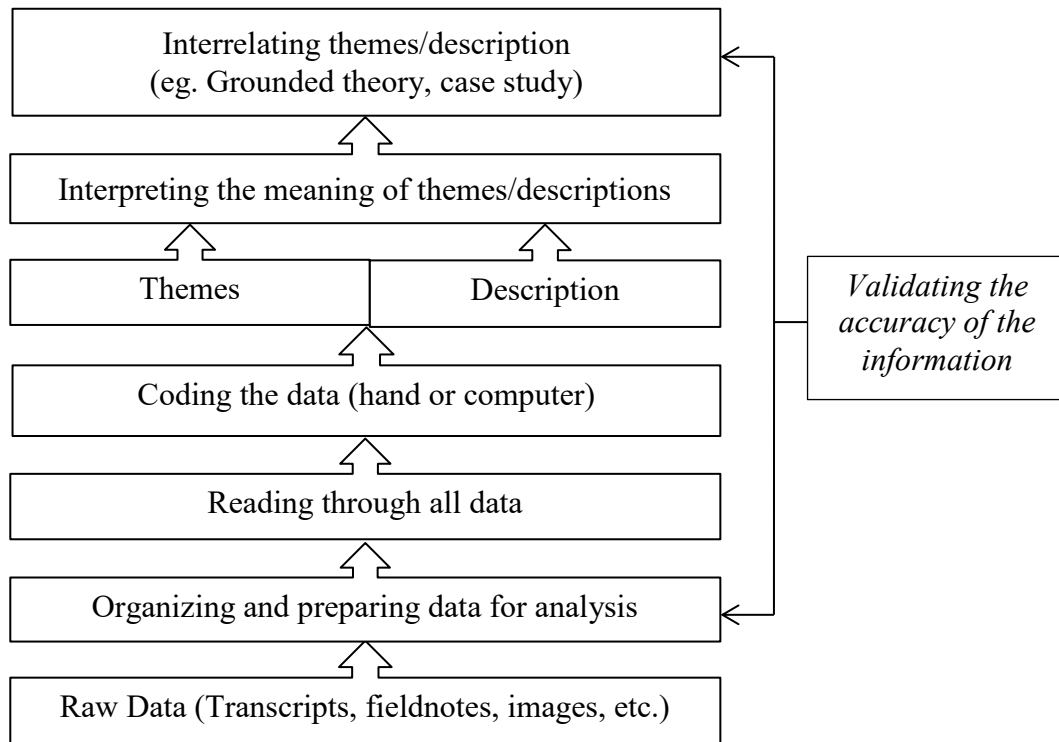 Interrelating themes/description
(eg. Grounded theory, case study)
Interpreting the meaning of themes/descriptions
Themes
Description
Validating the
accuracy of the
information
Coding the data (hand or computer)
Reading through all data
Organizing and preparing data for analysis
Raw Data (Transcripts, fieldnotes, images, etc.)